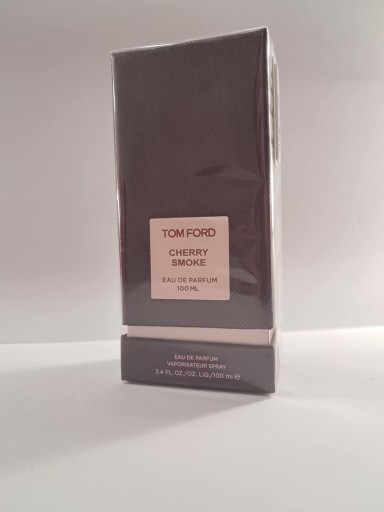 TOM FORD
CHERRY
SMOKE
EAU DE PARFUM
100 ML
EAU DE PARFUM
VAPORISATEUR SPRAY
3.4 FL.OZ./OZ. LIQ./100 ml ℮